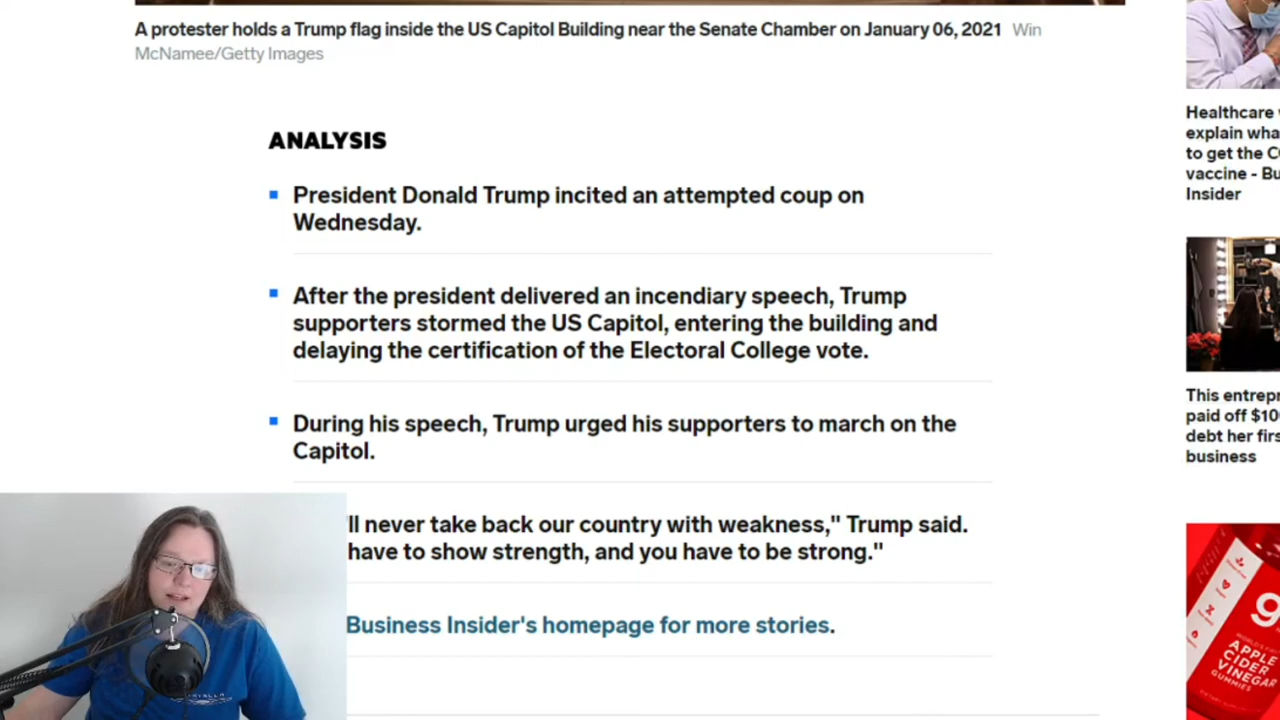 A protester holds a Trump flag inside the US Capitol Building near the Senate Chamber on January 06, 2021 Win
McNamee/Getty Images
ANALYSIS
President Donald Trump incited an attempted coup on
Wednesday.
After the president delivered an incendiary speech, Trump
supporters stormed the US Capitol, entering the building and
delaying the certification of the Electoral College vote.
During his speech, Trump urged his supporters to march on the
Capitol.
'll never take back our country with weakness," Trump said.
have to show strength, and you have to be strong."
Business Insider's homepage for more stories.
Healthcare
explain wha
to get the C
vaccine - Bu
Insider
This entrepr
paid off $10
debt her firs
business
APPLE
CIDER
VINEGAR
GUMMIES